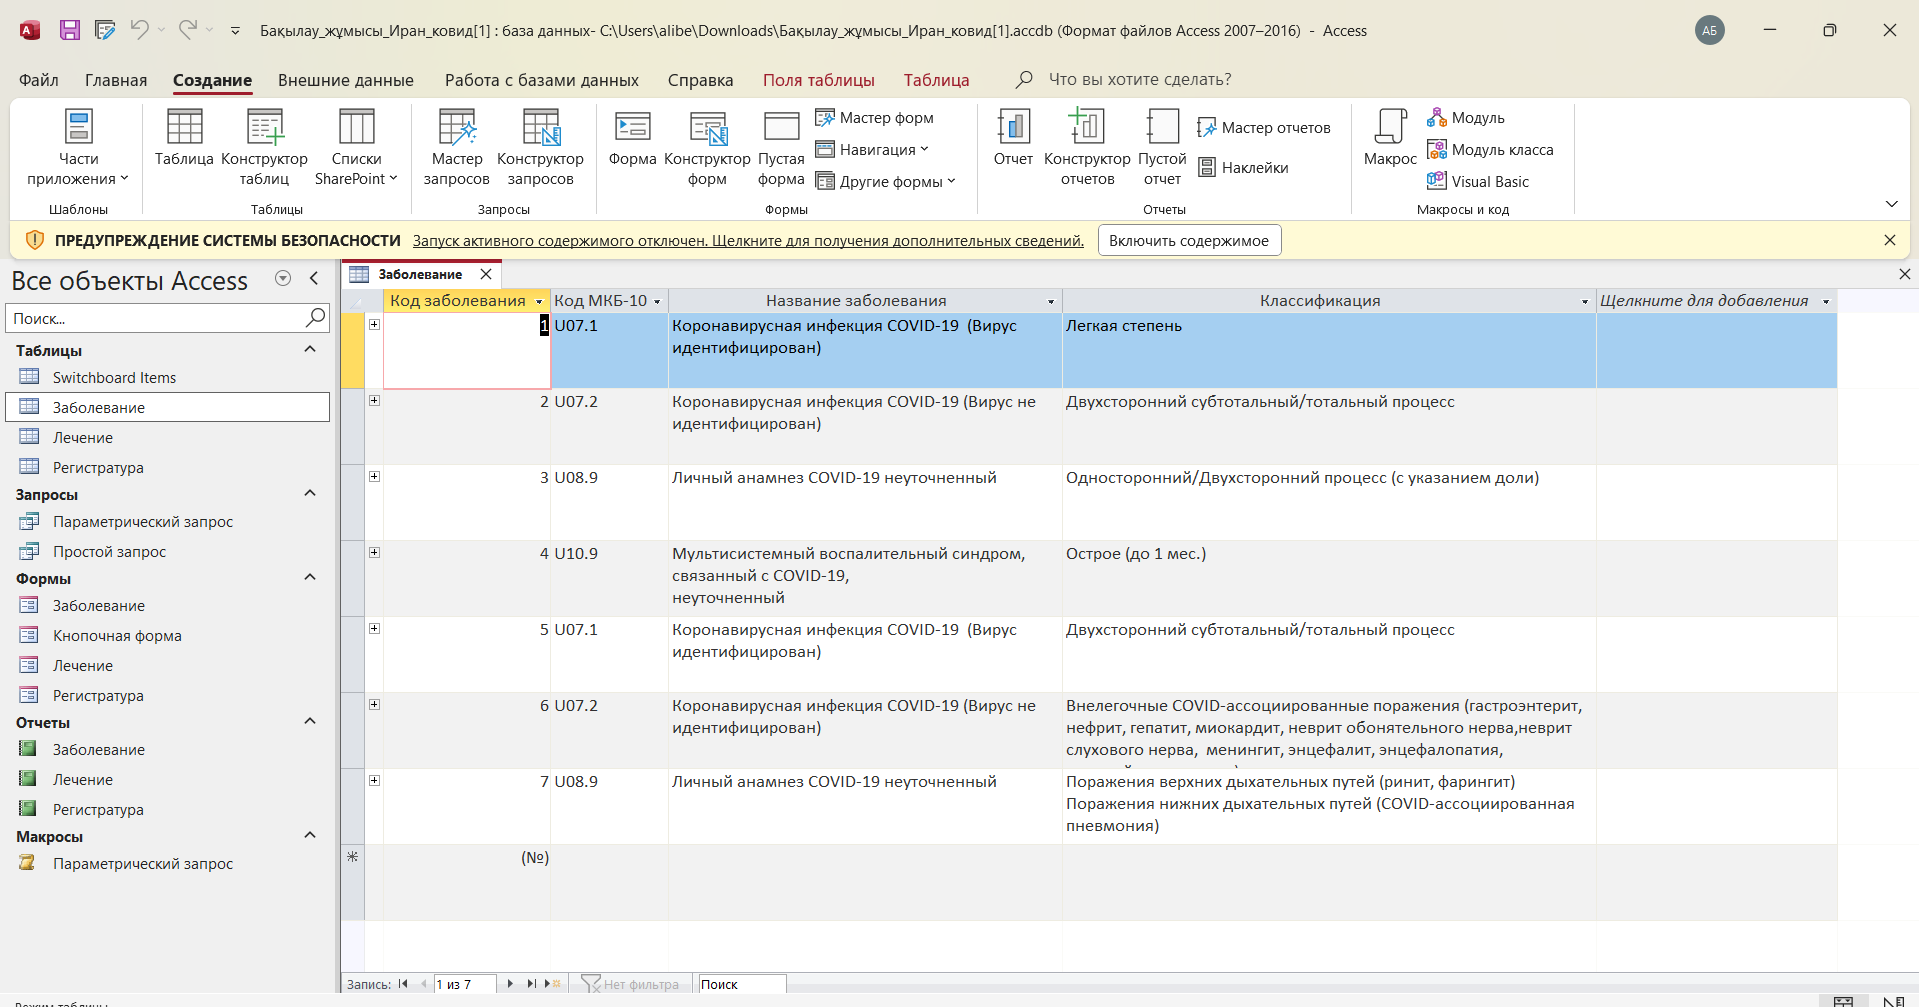 Бақылау_жұмысы_Иран_ковид[1] : база данных- C:\Users\alibe\Downloads\Бақылау_жұмысы_Иран_ковид[1].accdb (Формат файлов Access 2007–2016)  -  Access
АБ
Файл
Главная
Создание
Внешние данные
Работа с базами данных
Справка
Поля таблицы
Таблица
Что вы хотите сделать?
Части приложения
Шаблоны
Таблица
Конструктор таблиц
Списки SharePoint
Таблицы
Мастер запросов
Конструктор запросов
Запросы
Форма
Конструктор форм
Пустая форма
Мастер форм
Навигация
Другие формы
Формы
Отчет
Конструктор отчетов
Пустой отчет
Мастер отчетов
Наклейки
Отчеты
Макрос
Модуль
Модуль класса
Visual Basic
Макросы и код
ПРЕДУПРЕЖДЕНИЕ СИСТЕМЫ БЕЗОПАСНОСТИ Запуск активного содержимого отключен. Щелкните для получения дополнительных сведений. Включить содержимое
Все объекты Access
Поиск...
Таблицы
Switchboard Items
Заболевание
Лечение
Регистратура
Запросы
Параметрический запрос
Простой запрос
Формы
Заболевание
Кнопочная форма
Лечение
Регистратура
Отчеты
Заболевание
Лечение
Регистратура
Макросы
Параметрический запрос
Заболевание
Код заболевания Код МКБ-10 Название заболевания Классификация Щелкните для добавления
1 U07.1 Коронавирусная инфекция COVID-19  (Вирус Легкая степень
идентифицирован)
2 U07.2 Коронавирусная инфекция COVID-19 (Вирус не Двухсторонний субтотальный/тотальный процесс
идентифицирован)
3 U08.9 Личный анамнез COVID-19 неуточненный Односторонний/Двухсторонний процесс (с указанием доли)
4 U10.9 Мультисистемный воспалительный синдром, Острое (до 1 мес.)
связанный с COVID-19,
неуточненный
5 U07.1 Коронавирусная инфекция COVID-19  (Вирус Двухсторонний субтотальный/тотальный процесс
идентифицирован)
6 U07.2 Коронавирусная инфекция COVID-19 (Вирус не Внелегочные COVID-ассоциированные поражения (гастроэнтерит,
идентифицирован) нефрит, гепатит, миокардит, неврит обонятельного нерва,неврит
слухового нерва,  менингит, энцефалит, энцефалопатия,
7 U08.9 Личный анамнез COVID-19 неуточненный Поражения верхних дыхательных путей (ринит, фарингит)
Поражения нижних дыхательных путей (COVID-ассоциированная
пневмония)
(№)
Запись: 1 из 7 Нет фильтра Поиск
Режим таблицы